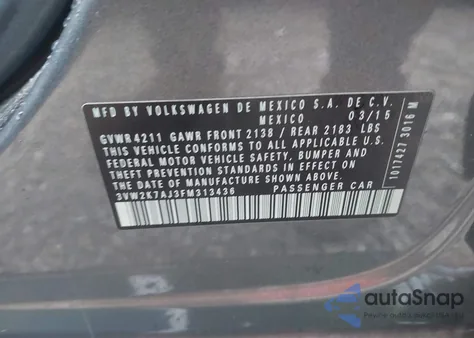 MFD. BY VOLKSWAGEN DE MEXICO S.A. DE C.V.
MEXICO 03/15
GVWR 4211 GAWR FRONT 2138 / REAR 2183 LBS
THIS VEHICLE CONFORMS TO ALL APPLICABLE U.S.
FEDERAL MOTOR VEHICLE SAFETY, BUMPER AND
THEFT PREVENTION STANDARDS IN EFFECT ON
THE DATE OF MANUFACTURE SHOWN ABOVE.
3VW2K7AJ3FM313436 PASSENGER CAR
1017427 3016 M
autoSnap